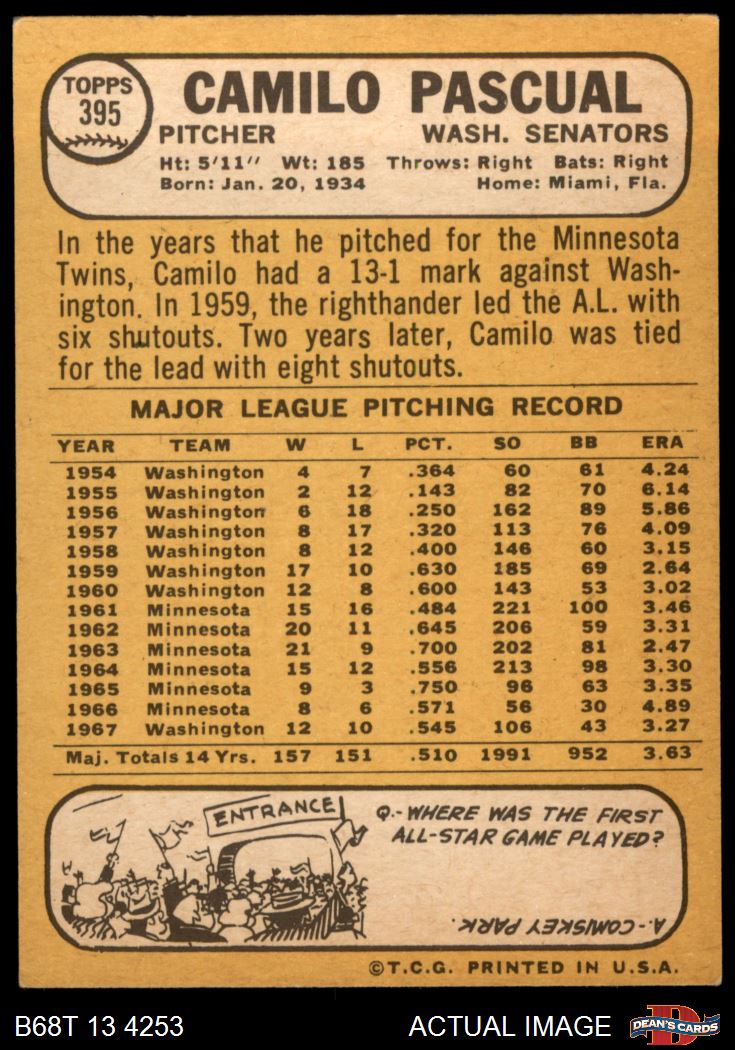 TOPPS
395
CAMILO PASCUAL
PITCHER WASH. SENATORS
Ht: 5'11" Wt: 185 Throws: Right Bats: Right
Born: Jan. 20, 1934 Home: Miami, Fla.
In the years that he pitched for the Minnesota
Twins, Camilo had a 13-1 mark against Wash-
ington. In 1959, the righthander led the A.L. with
six shutouts. Two years later, Camilo was tied
for the lead with eight shutouts.
MAJOR LEAGUE PITCHING RECORD
YEAR TEAM W L PCT. SO BB ERA
1954 Washington 4 7 .364 60 61 4.24
1955 Washington 2 12 .143 82 70 6.14
1956 Washington 6 18 .250 162 89 5.86
1957 Washington 8 17 .320 113 76 4.09
1958 Washington 8 12 .400 146 60 3.15
1959 Washington 17 10 .630 185 69 2.64
1960 Washington 12 8 .600 143 53 3.02
1961 Minnesota 15 16 .484 221 100 3.46
1962 Minnesota 20 11 .645 206 59 3.31
1963 Minnesota 21 9 .700 202 81 2.47
1964 Minnesota 15 12 .556 213 98 3.30
1965 Minnesota 9 3 .750 96 63 3.35
1966 Minnesota 8 6 .571 56 30 4.89
1967 Washington 12 10 .545 106 43 3.27
Maj. Totals 14 Yrs. 157 151 .510 1991 952 3.63
ENTRANCE
Q.-WHERE WAS THE FIRST
ALL-STAR GAME PLAYED?
A.-COMISKEY PARK.
©T.C.G. PRINTED IN U.S.A.
B68T 13 4253 ACTUAL IMAGE
DEAN'S CARDS